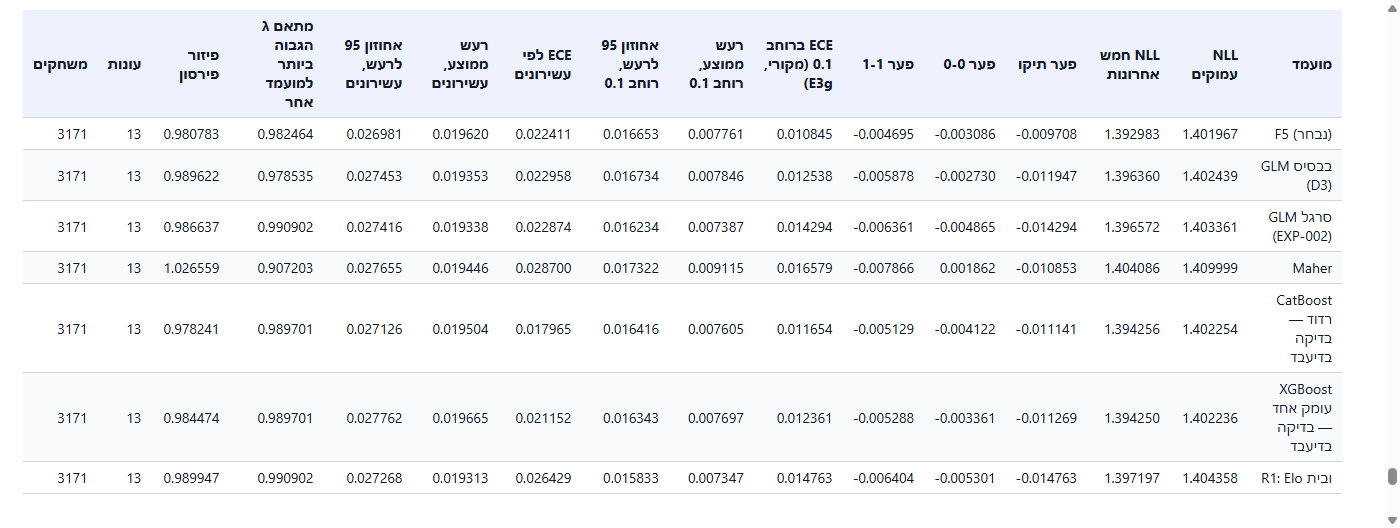 מועמד NLL עמוקים NLL חמש אחרונות פער תיקו פער 0-0 פער 1-1 ECE ברוחב 0.1 (מקורי, E3g) רעש ממוצע, רוחב 0.1 אחוזון 95 לרעש, רוחב 0.1 ECE לפי עשירונים רעש ממוצע, עשירונים אחוזון 95 לרעש, עשירונים מתאם ג הגבוה ביותר למועמד אחר פיזור פירסון עונות משחקים
F5 (נבחר) 1.401967 1.392983 -0.009708 -0.003086 -0.004695 0.010845 0.007761 0.016653 0.022411 0.019620 0.026981 0.982464 0.980783 13 3171
בבסיס GLM (D3) 1.402439 1.396360 -0.011947 -0.002730 -0.005878 0.012538 0.007846 0.016734 0.022958 0.019353 0.027453 0.978535 0.989622 13 3171
סרגל GLM (EXP-002) 1.403361 1.396572 -0.014294 -0.004865 -0.006361 0.014294 0.007387 0.016234 0.022874 0.019338 0.027416 0.990902 0.986637 13 3171
Maher 1.409999 1.404086 -0.010853 0.001862 -0.007866 0.016579 0.009115 0.017322 0.028700 0.019446 0.027655 0.907203 1.026559 13 3171
CatBoost רדוד — בדיקה בדיעבד 1.402254 1.394256 -0.011141 -0.004122 -0.005129 0.011654 0.007605 0.016416 0.017965 0.019504 0.027126 0.989701 0.978241 13 3171
XGBoost עומק אחד — בדיקה בדיעבד 1.402236 1.394250 -0.011269 -0.003361 -0.005288 0.012361 0.007697 0.016343 0.021152 0.019665 0.027762 0.989701 0.984474 13 3171
R1: Elo ובית 1.404358 1.397197 -0.014763 -0.005301 -0.006404 0.014763 0.007347 0.015833 0.026429 0.019313 0.027268 0.990902 0.989947 13 3171